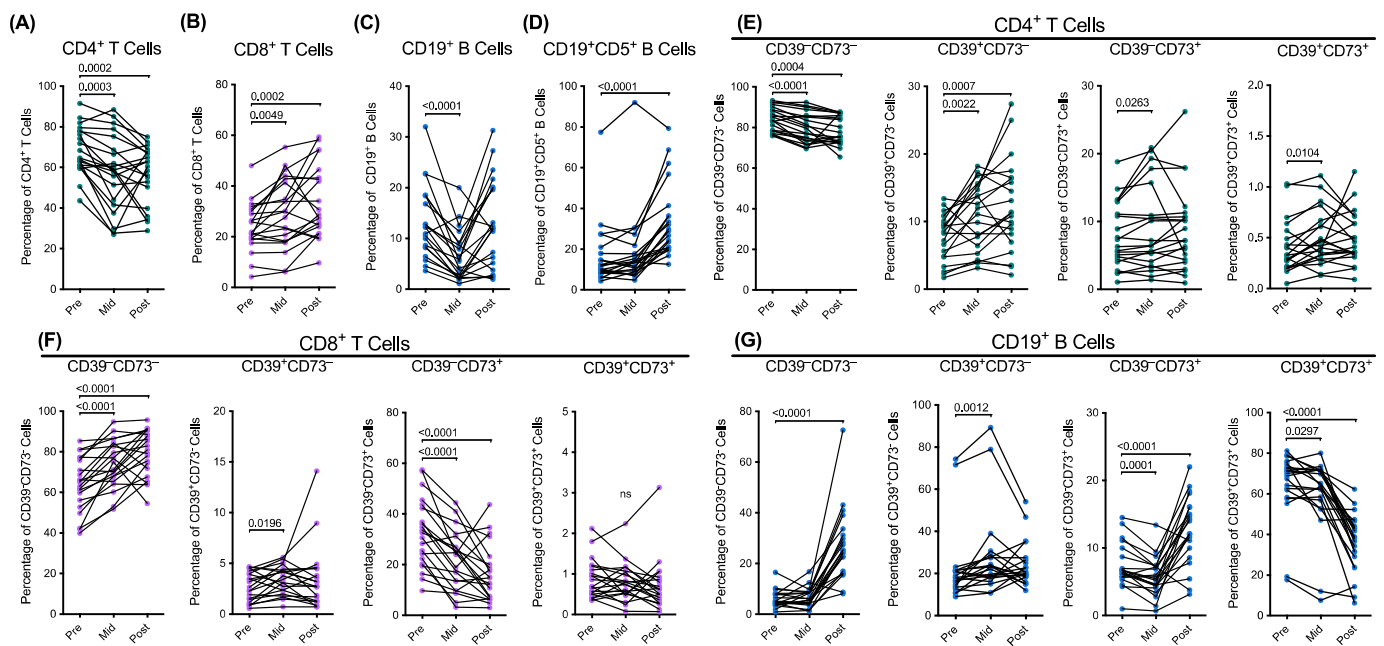 (A)
CD4⁺ T Cells
0.0002
0.0003
Percentage of CD4⁺ T Cells
100
80
60
40
20
0
Pre
Mid
Post
(B)
CD8⁺ T Cells
0.0002
0.0049
Percentage of CD8⁺ T Cells
80
60
40
20
0
Pre
Mid
Post
(C)
CD19⁺ B Cells
<0.0001
Percentage of CD19⁺ B Cells
40
30
20
10
0
Pre
Mid
Post
(D)
CD19⁺CD5⁺ B Cells
<0.0001
Percentage of CD19⁺CD5⁺ B Cells
100
80
60
40
20
0
Pre
Mid
Post
(E)
CD4⁺ T Cells
CD39⁻CD73⁻
0.0004
<0.0001
Percentage of CD39⁻CD73⁻ Cells
100
80
60
40
20
0
Pre
Mid
Post
CD39⁺CD73⁻
0.0007
0.0022
Percentage of CD39⁺CD73⁻ Cells
30
20
10
0
Pre
Mid
Post
CD39⁻CD73⁺
0.0263
Percentage of CD39⁻CD73⁺ Cells
30
20
10
0
Pre
Mid
Post
CD39⁺CD73⁺
0.0104
Percentage of CD39⁺CD73⁺ Cells
2.0
1.5
1.0
0.5
0.0
Pre
Mid
Post
(F)
CD8⁺ T Cells
CD39⁻CD73⁻
<0.0001
<0.0001
Percentage of CD39⁻CD73⁻ Cells
100
80
60
40
20
0
Pre
Mid
Post
CD39⁺CD73⁻
0.0196
Percentage of CD39⁺CD73⁻ Cells
20
15
10
5
0
Pre
Mid
Post
CD39⁻CD73⁺
<0.0001
<0.0001
Percentage of CD39⁻CD73⁺ Cells
80
60
40
20
0
Pre
Mid
Post
CD39⁺CD73⁺
ns
Percentage of CD39⁺CD73⁺ Cells
5
4
3
2
1
0
Pre
Mid
Post
(G)
CD19⁺ B Cells
CD39⁻CD73⁻
<0.0001
Percentage of CD39⁻CD73⁻ Cells
80
60
40
20
0
Pre
Mid
Post
CD39⁺CD73⁻
0.0012
Percentage of CD39⁺CD73⁻ Cells
100
80
60
40
20
0
Pre
Mid
Post
CD39⁻CD73⁺
<0.0001
0.0001
Percentage of CD39⁻CD73⁺ Cells
30
20
10
0
Pre
Mid
Post
CD39⁺CD73⁺
<0.0001
0.0297
Percentage of CD39⁺CD73⁺ Cells
100
80
60
40
20
0
Pre
Mid
Post